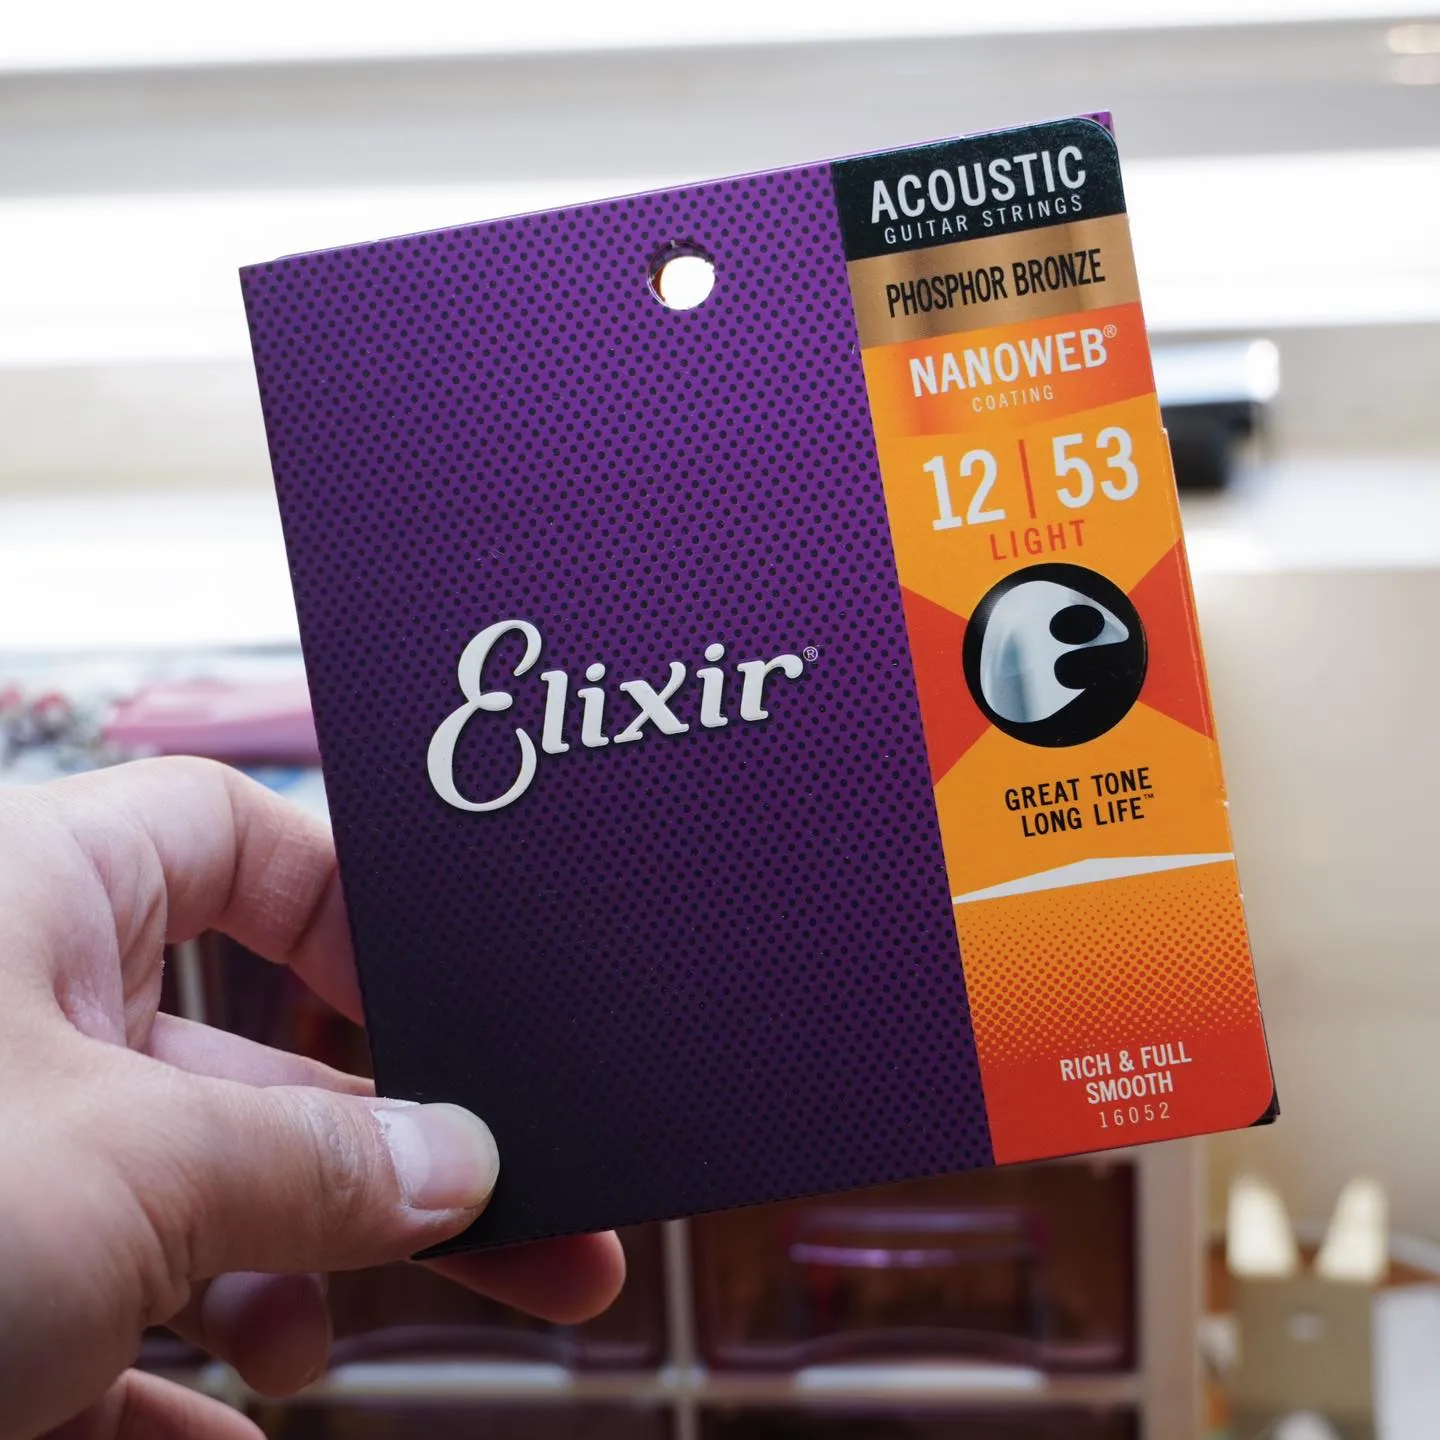 ACOUSTIC
GUITAR STRINGS
PHOSPHOR BRONZE
NANOWEB®
COATING
12 | 53
LIGHT
Elixir®
GREAT TONE
LONG LIFE™
RICH & FULL
SMOOTH
16052